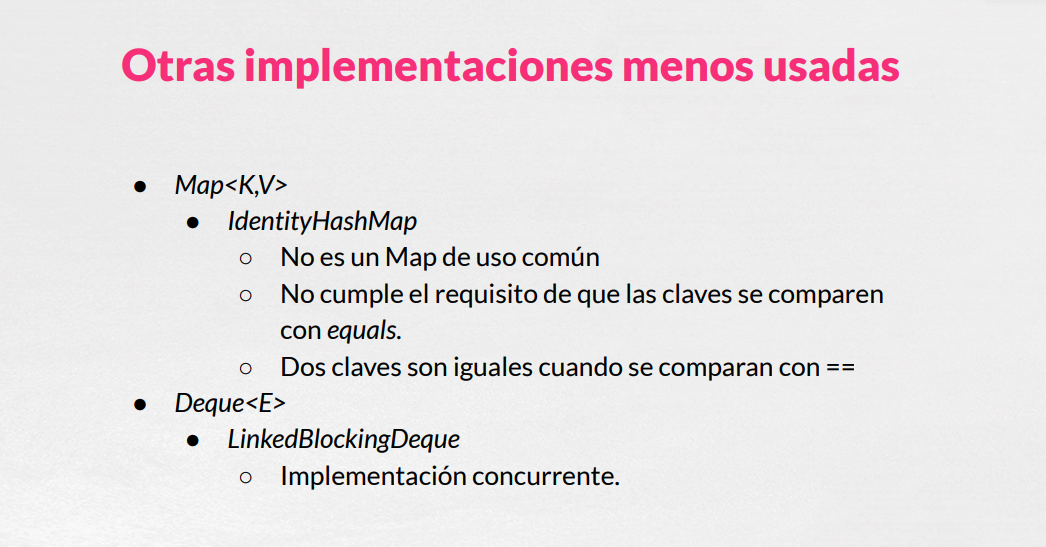 Otras implementaciones menos usadas
● Map<K,V>
● IdentityHashMap
○ No es un Map de uso común
○ No cumple el requisito de que las claves se comparen
con equals.
○ Dos claves son iguales cuando se comparan con ==
● Deque<E>
● LinkedBlockingDeque
○ Implementación concurrente.